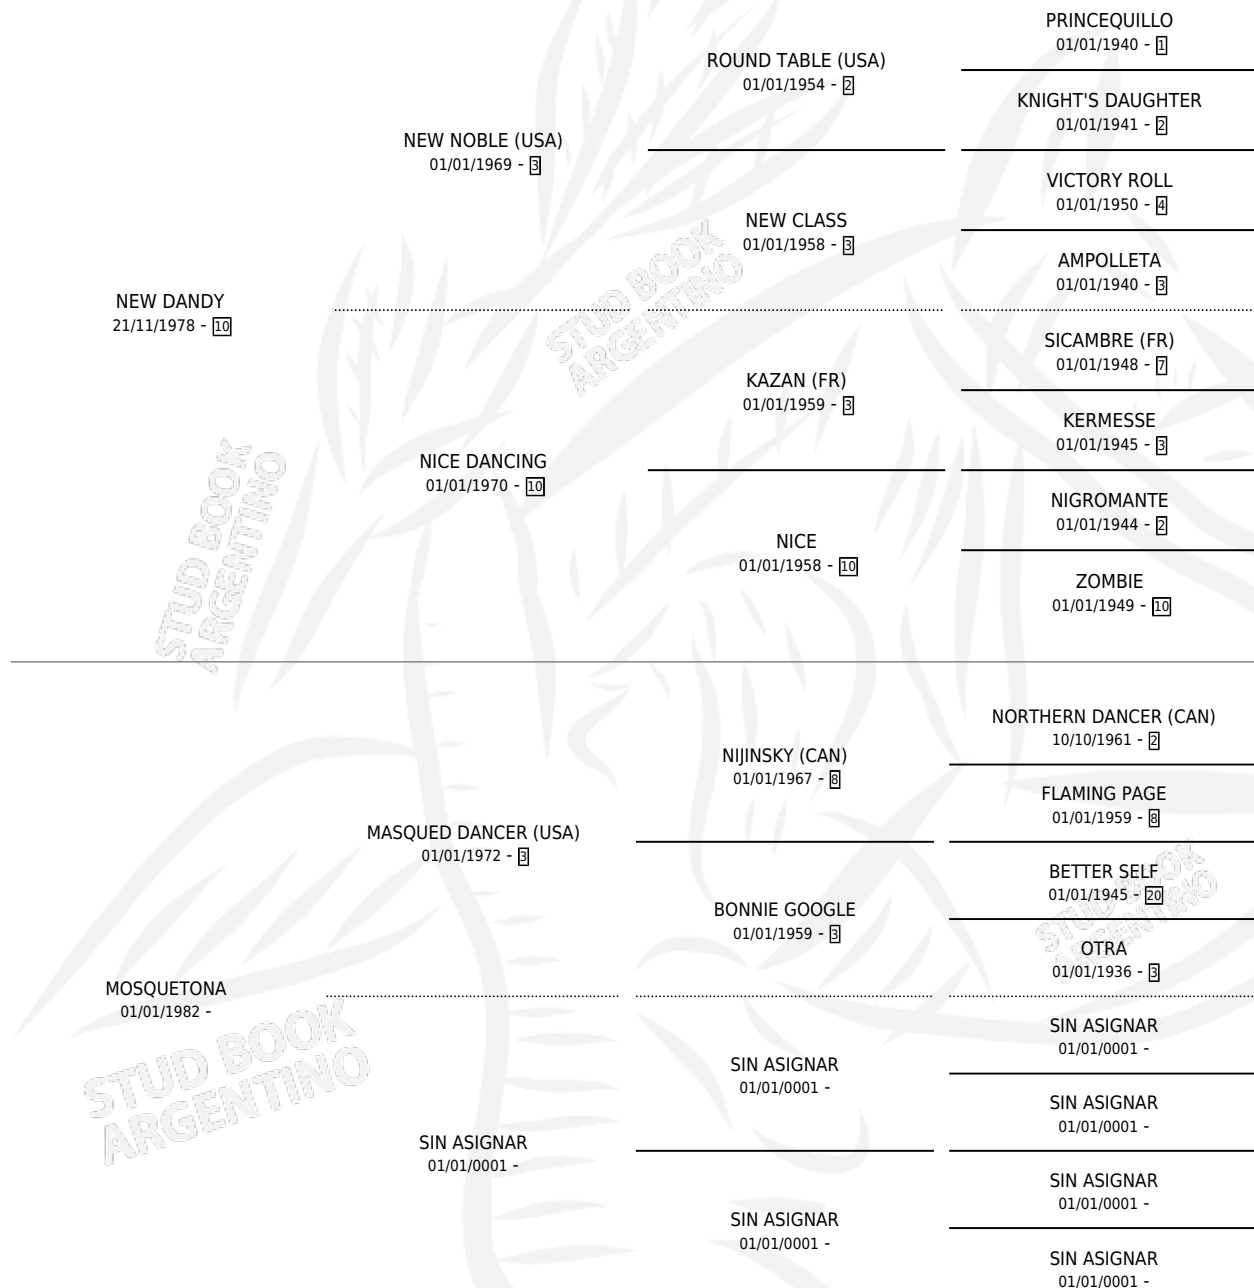 PRINCEQUILLO
01/01/1940 - 1
ROUND TABLE (USA)
01/01/1954 - 2
KNIGHT'S DAUGHTER
01/01/1941 - 2
NEW NOBLE (USA)
01/01/1969 - 3
VICTORY ROLL
01/01/1950 - 4
NEW CLASS
01/01/1958 - 3
AMPOLLETA
01/01/1940 - 3
NEW DANDY
21/11/1978 - 10
SICAMBRE (FR)
01/01/1948 - 7
KAZAN (FR)
01/01/1959 - 3
KERMESSE
01/01/1945 - 3
NICE DANCING
01/01/1970 - 10
NIGROMANTE
01/01/1944 - 2
NICE
01/01/1958 - 10
ZOMBIE
01/01/1949 - 10
NORTHERN DANCER (CAN)
10/10/1961 - 2
NIJINSKY (CAN)
01/01/1967 - 8
FLAMING PAGE
01/01/1959 - 8
MASQUED DANCER (USA)
01/01/1972 - 3
BETTER SELF
01/01/1945 - 20
BONNIE GOOGLE
01/01/1959 - 3
OTRA
01/01/1936 - 3
MOSQUETONA
01/01/1982 -
SIN ASIGNAR
01/01/0001 -
SIN ASIGNAR
01/01/0001 -
SIN ASIGNAR
01/01/0001 -
SIN ASIGNAR
01/01/0001 -
SIN ASIGNAR
01/01/0001 -
SIN ASIGNAR
01/01/0001 -
SIN ASIGNAR
01/01/0001 -
STUD BOOK
ARGENTINO
STUD BOOK
ARGENTINO
STUD BOOK
ARGENTINO
STUD BOOK
ARGENTINO